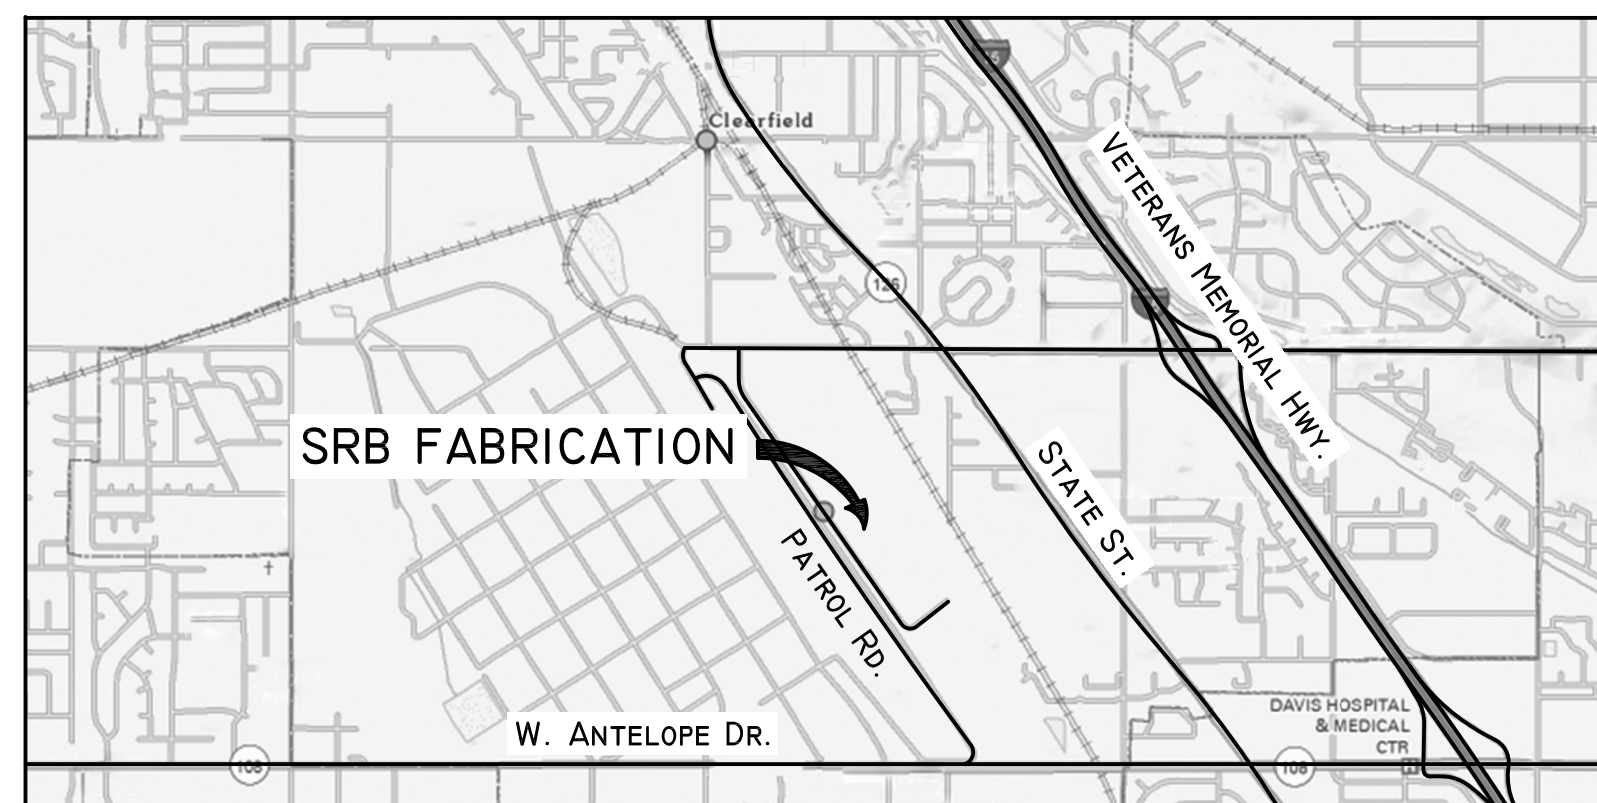 Clearfield
VETERANS MEMORIAL HWY.
126
SRB FABRICATION
STATE ST.
PATROL RD.
DAVIS HOSPITAL
& MEDICAL
CTR
W. ANTELOPE DR.
108
108
H